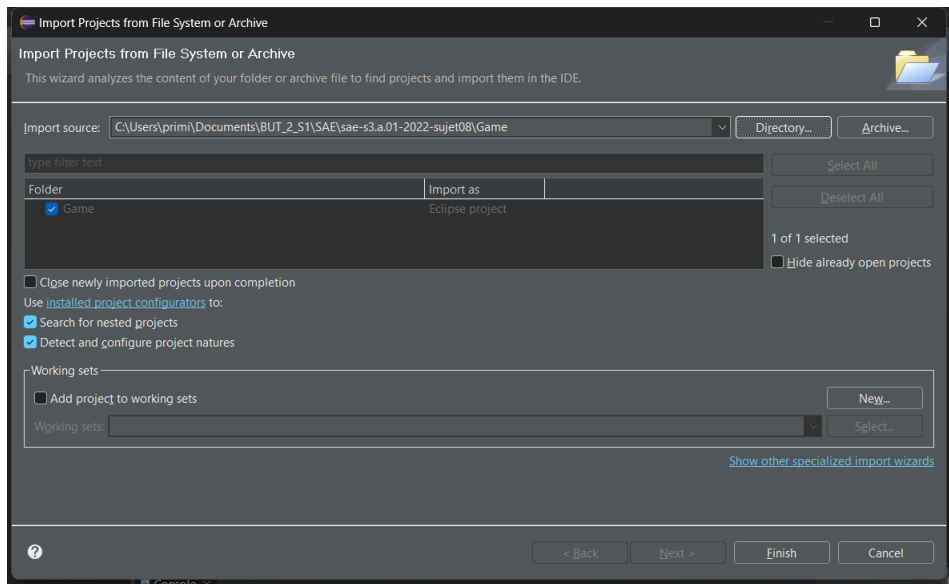 Import Projects from File System or Archive
Import Projects from File System or Archive
This wizard analyzes the content of your folder or archive file to find projects and import them in the IDE.
Import source: C:\Users\primi\Documents\BUT_2_S1\SAE\sae-s3.a.01-2022-sujet08\Game Directory... Archive...
type filter text Select All
Folder Import as Deselect All
Game Eclipse project
1 of 1 selected
Hide already open projects
Close newly imported projects upon completion
Use installed project configurators to:
Search for nested projects
Detect and configure project natures
Working sets
Add project to working sets New...
Working sets: Select...
Show other specialized import wizards
? < Back Next > Finish Cancel
Console